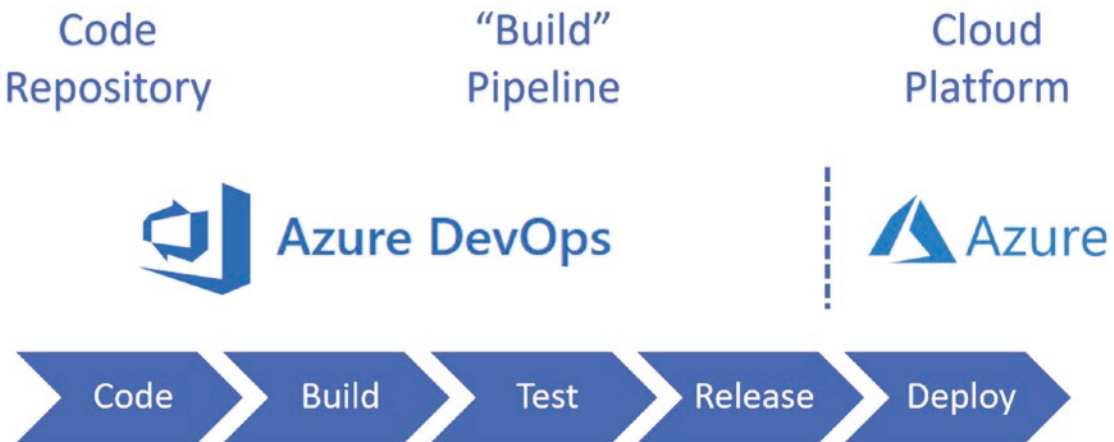 Code
Repository
“Build”
Pipeline
Cloud
Platform
Azure DevOps
Azure
Code
Build
Test
Release
Deploy